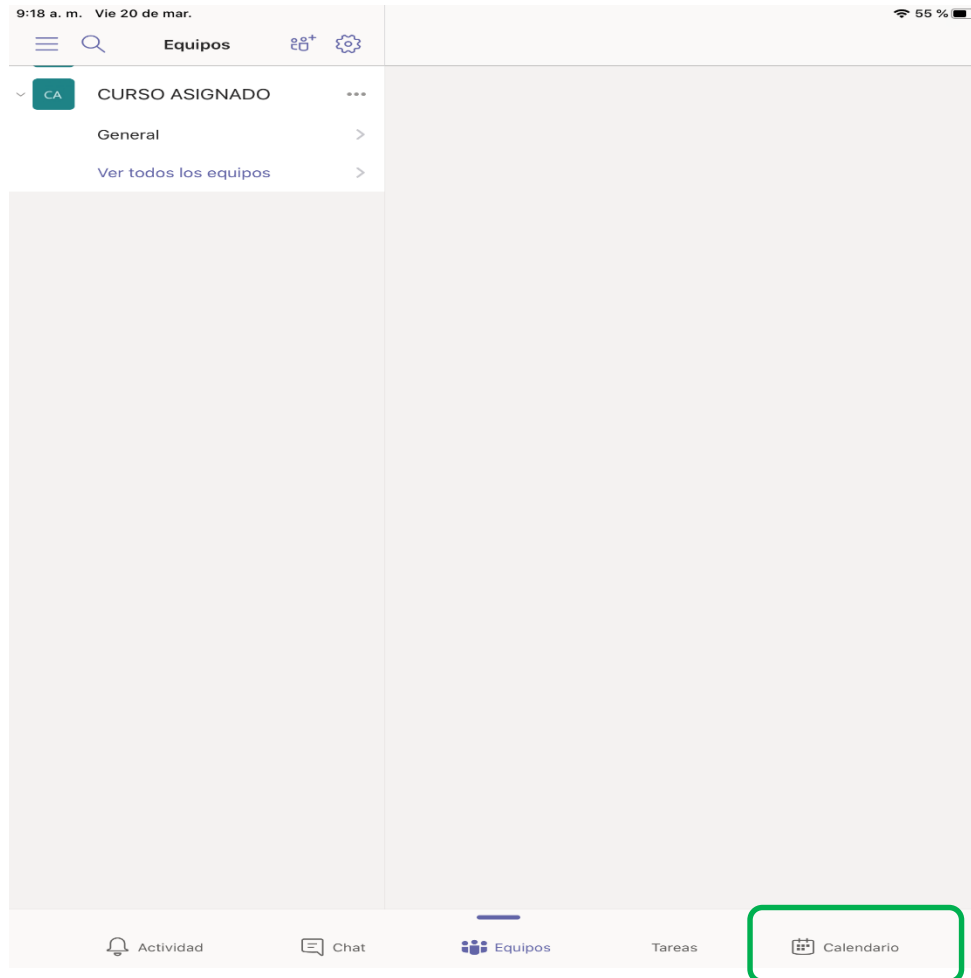 9:18 a. m. Vie 20 de mar. 55 %
Equipos
CA CURSO ASIGNADO
General
Ver todos los equipos
Actividad Chat Equipos Tareas Calendario